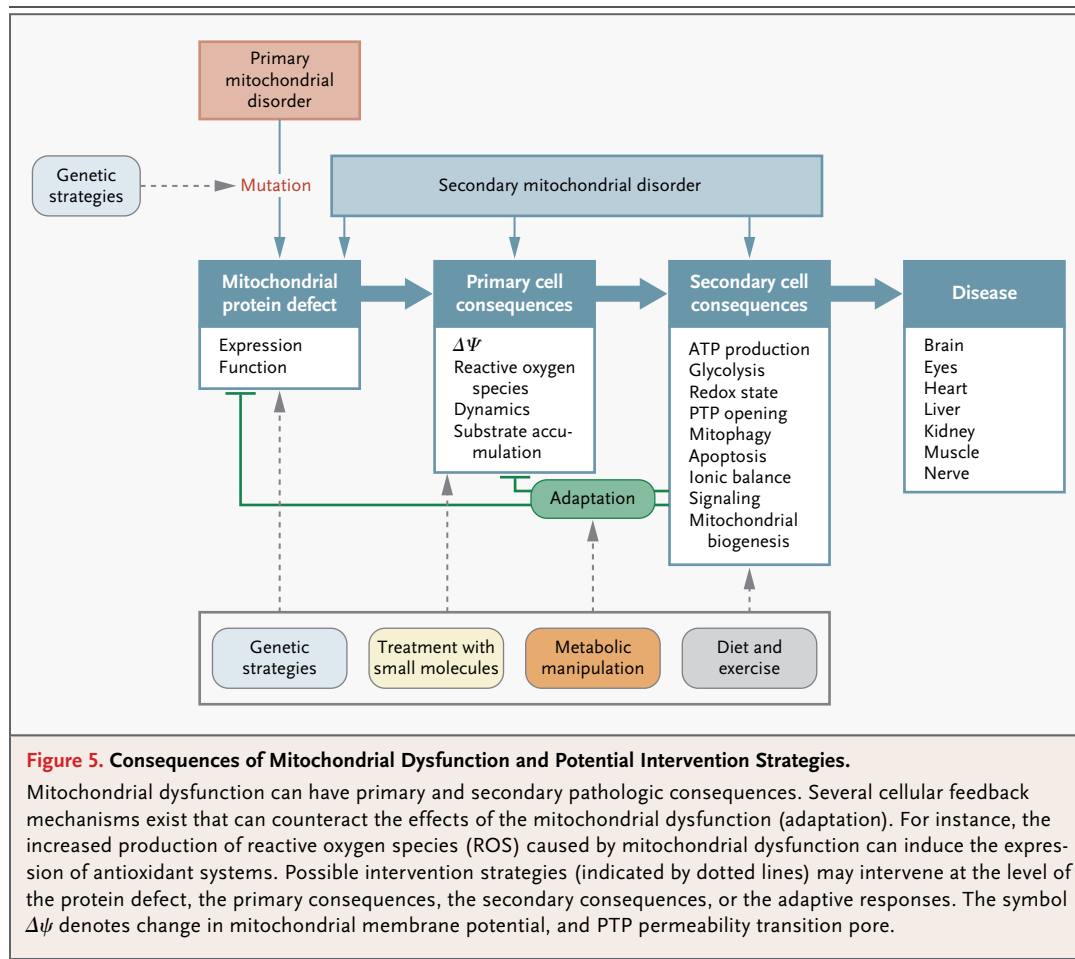 Primary
mitochondrial
disorder
Genetic
strategies
Mutation
Secondary mitochondrial disorder
Mitochondrial
protein defect
Expression
Function
Primary cell
consequences
ΔΨ
Reactive oxygen
species
Dynamics
Substrate accu-
mulation
Secondary cell
consequences
ATP production
Glycolysis
Redox state
PTP opening
Mitophagy
Apoptosis
Ionic balance
Signaling
Mitochondrial
biogenesis
Disease
Brain
Eyes
Heart
Liver
Kidney
Muscle
Nerve
Adaptation
Genetic
strategies
Treatment with
small molecules
Metabolic
manipulation
Diet and
exercise
Figure 5. Consequences of Mitochondrial Dysfunction and Potential Intervention Strategies.
Mitochondrial dysfunction can have primary and secondary pathologic consequences. Several cellular feedback
mechanisms exist that can counteract the effects of the mitochondrial dysfunction (adaptation). For instance, the
increased production of reactive oxygen species (ROS) caused by mitochondrial dysfunction can induce the expres-
sion of antioxidant systems. Possible intervention strategies (indicated by dotted lines) may intervene at the level of
the protein defect, the primary consequences, the secondary consequences, or the adaptive responses. The symbol
Δψ denotes change in mitochondrial membrane potential, and PTP permeability transition pore.